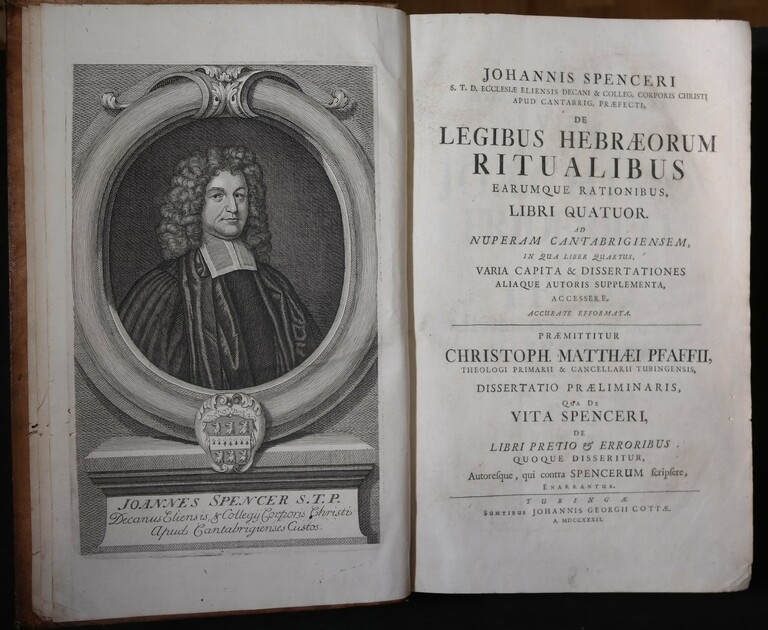 JOANNES SPENCER S.T.P.
Decanus Eliensis, & Collegij Corporis Christi
Apud Cantabrigienses Custos.
JOHANNIS SPENCERI
S. T. D. ECCLESIÆ ELIENSIS DECANI & COLLEG. CORPORIS CHRISTI
APUD CANTABRIG. PRÆFECTI,
DE
LEGIBUS HEBRÆORUM
RITUALIBUS
EARUMQUE RATIONIBUS,
LIBRI QUATUOR.
AD
NUPERAM CANTABRIGIENSEM,
IN QUA LIBER QUARTUS,
VARIA CAPITA & DISSERTATIONES
ALIAQUE AUTORIS SUPPLEMENTA,
ACCESSERE,
ACCURATE EFFORMATA.
PRÆMITTITUR
CHRISTOPH. MATTHÆI PFAFFII,
THEOLOGI PRIMARII & CANCELLARII TUBINGENSIS,
DISSERTATIO PRÆLIMINARIS,
QUA DE
VITA SPENCERI,
DE
LIBRI PRETIO & ERRORIBUS
QUOQUE DISSERITUR,
Autoresque, qui contra SPENCERUM scripsere,
ENARRANTUR.
TUBINGÆ
SUMTIBUS JOHANNIS GEORGII COTTÆ.
A. MDCCXXXII.